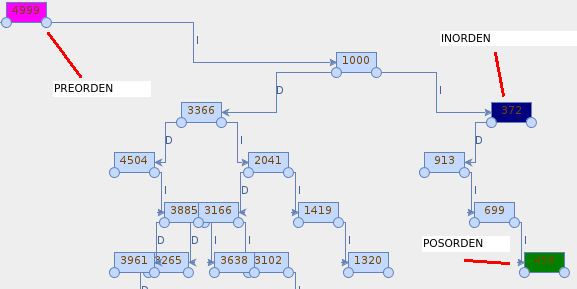 4999
I
INORDEN
1000
PREORDEN
D
I
3366
372
D
I
D
4504
2041
913
I
D
I
I
3885
3166
1419
699
D
D
I
I
I
POSORDEN
I
3961
3265
3638
3102
1320
D
I